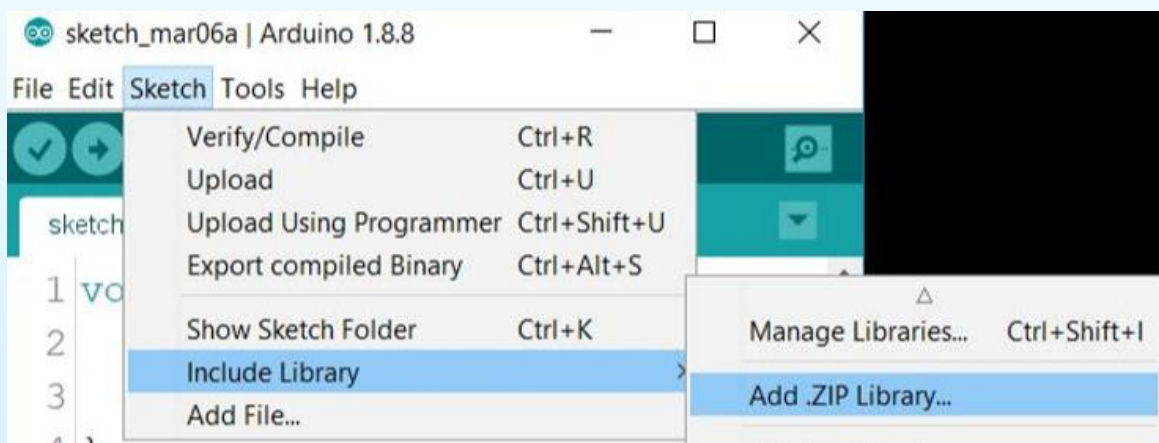 sketch_mar06a | Arduino 1.8.8
File Edit Sketch Tools Help
Verify/Compile Ctrl+R
Upload Ctrl+U
Upload Using Programmer Ctrl+Shift+U
Export compiled Binary Ctrl+Alt+S
Show Sketch Folder Ctrl+K
Include Library
Add File...
Manage Libraries... Ctrl+Shift+I
Add .ZIP Library...
sketch
1 vo
2
3